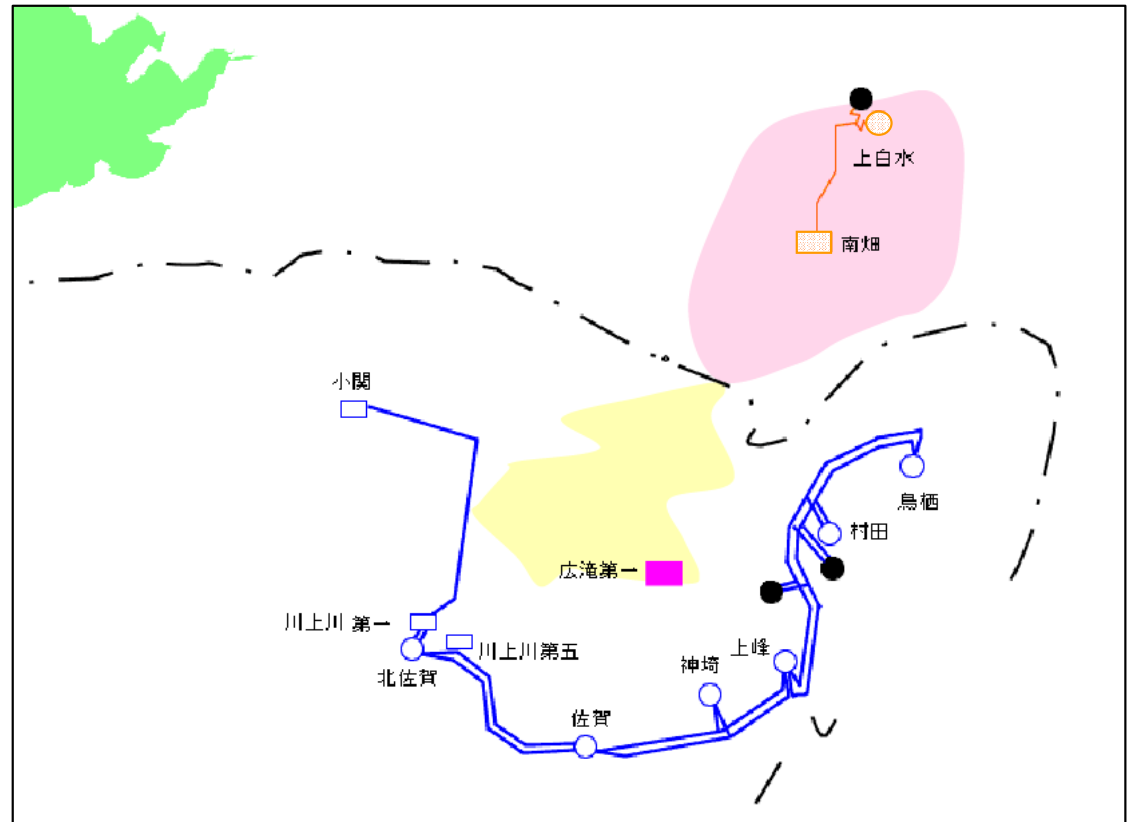 上白水
南畑
小関
鳥栖
村田
広滝第一
川上川 第一
川上川第五
上峰
神埼
北佐賀
佐賀